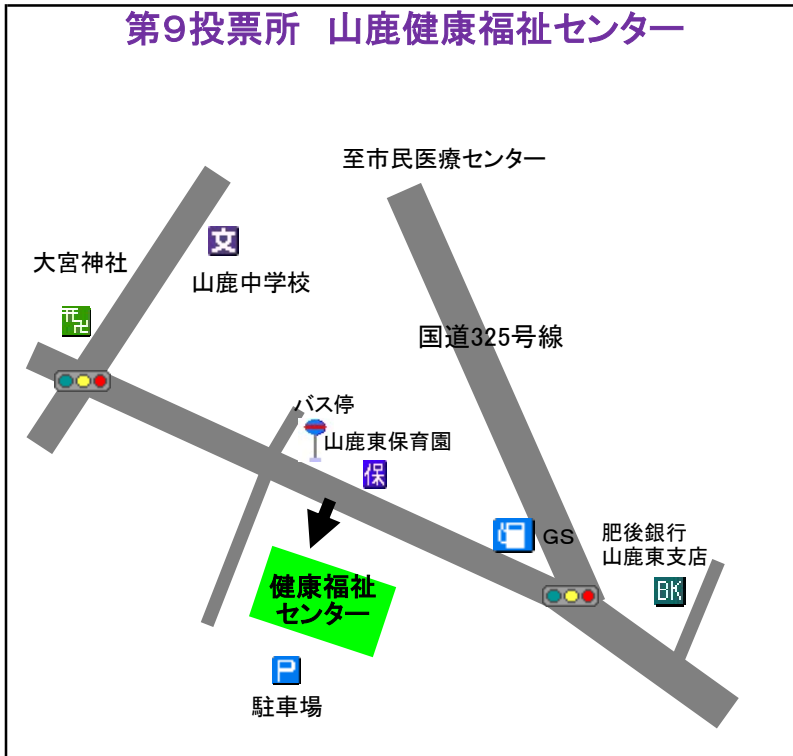 第9投票所　山鹿健康福祉センター
至市民医療センター
文
大宮神社
山鹿中学校
国道325号線
バス停
山鹿東保育園
保
GS
肥後銀行
山鹿東支店
BK
健康福祉
センター
P
駐車場